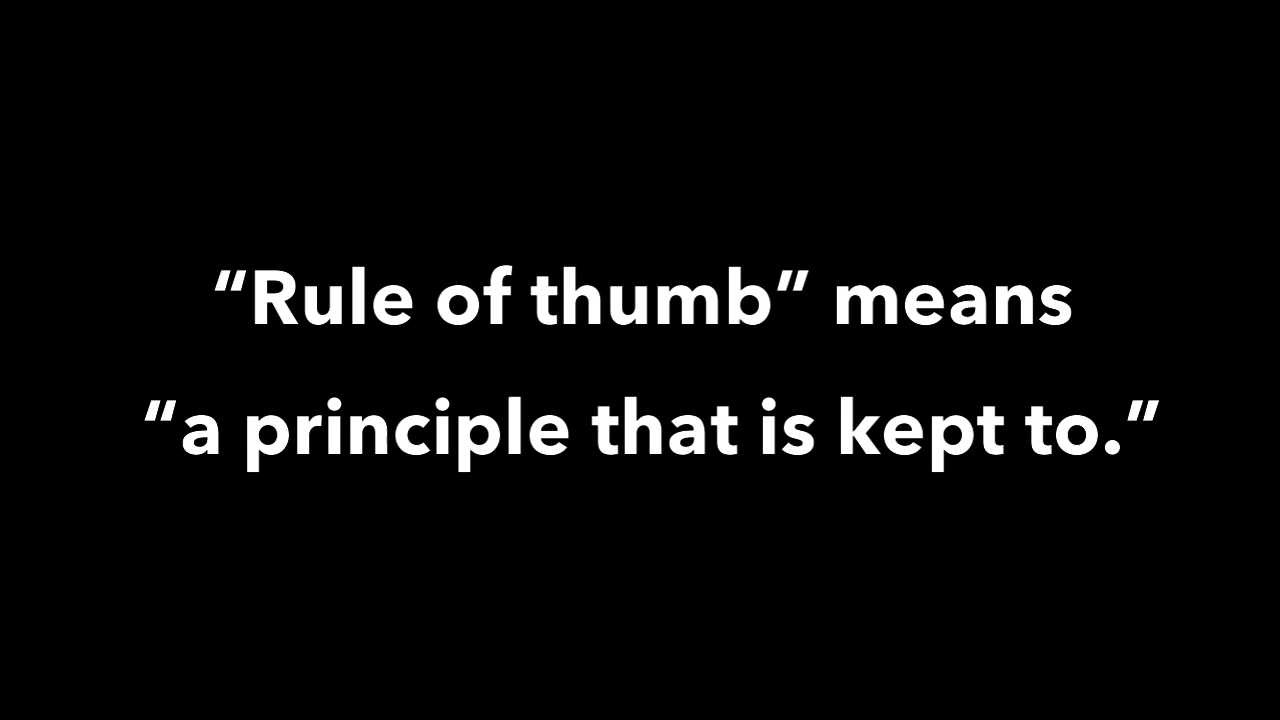 “Rule of thumb” means
“a principle that is kept to.”